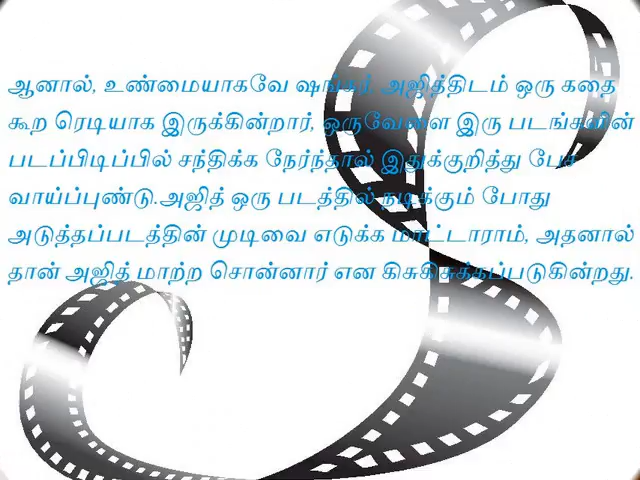 ஆனால், உண்மையாகவே ஷங்கர், அஜித்திடம் ஒரு கதை
கூற ரெடியாக இருக்கின்றார், ஒருவேளை இரு படங்களின்
படப்பிடிப்பில் சந்திக்க நேர்ந்தால் இதுக்குறித்து பேச
வாய்ப்புண்டு.அஜித் ஒரு படத்தில் நடிக்கும் போது
அடுத்தப்படத்தின் முடிவை எடுக்க மாட்டாராம், அதனால்
தான் அஜித் மாற்ற சொன்னார் என கிசுகிசுக்கப்படுகின்றது.